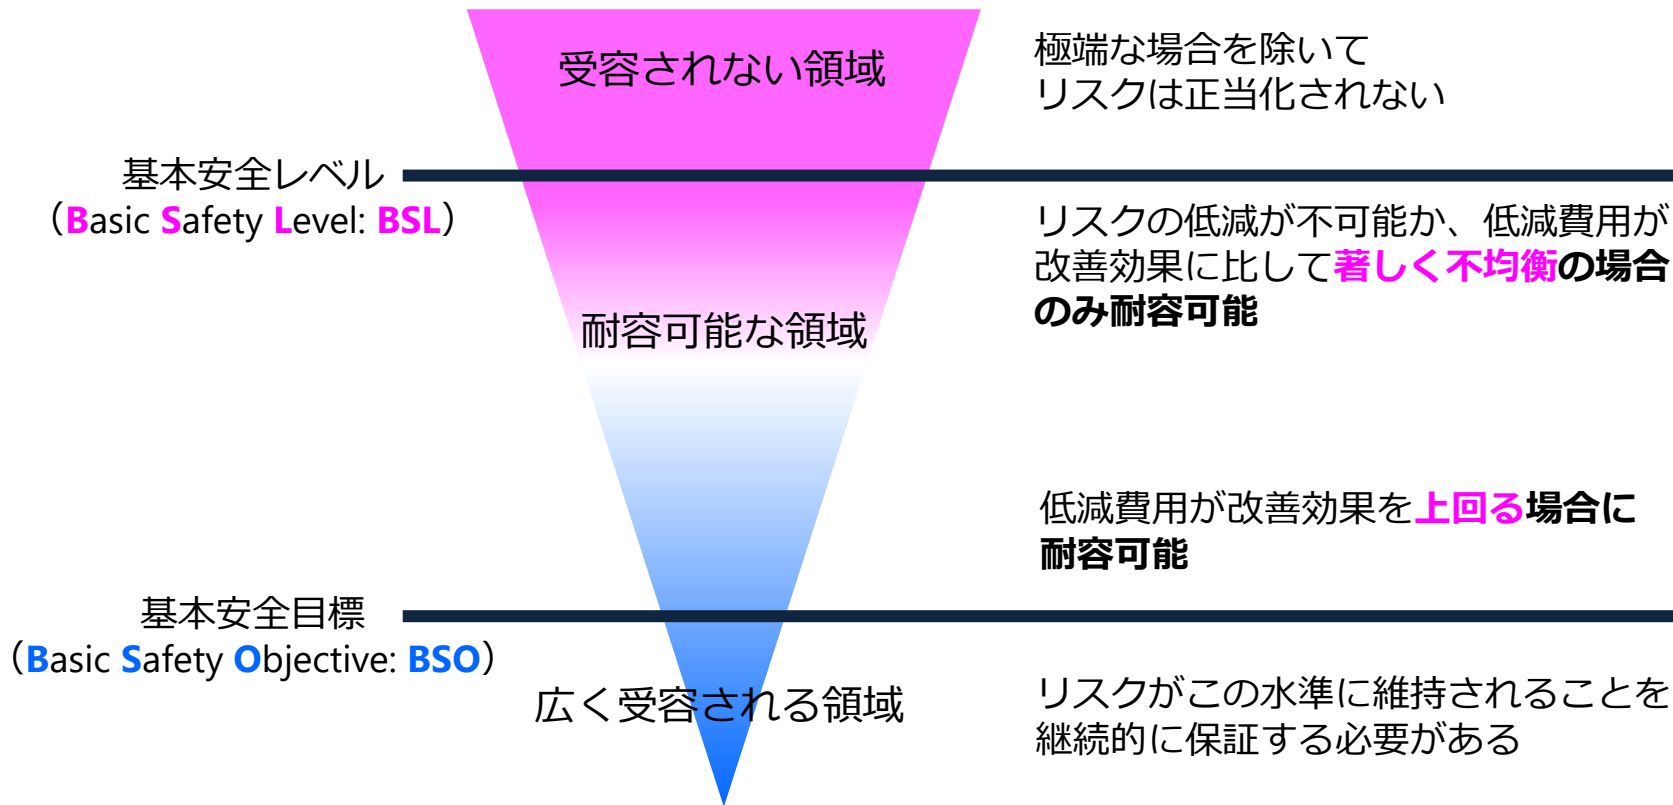 受容されない領域
極端な場合を除いて
リスクは正当化されない
基本安全レベル
（Basic Safety Level: BSL）
リスクの低減が不可能か、低減費用が
改善効果に比して著しく不均衡の場合
のみ耐容可能
耐容可能な領域
低減費用が改善効果を上回る場合に
耐容可能
基本安全目標
（Basic Safety Objective: BSO）
広く受容される領域
リスクがこの水準に維持されることを
継続的に保証する必要がある